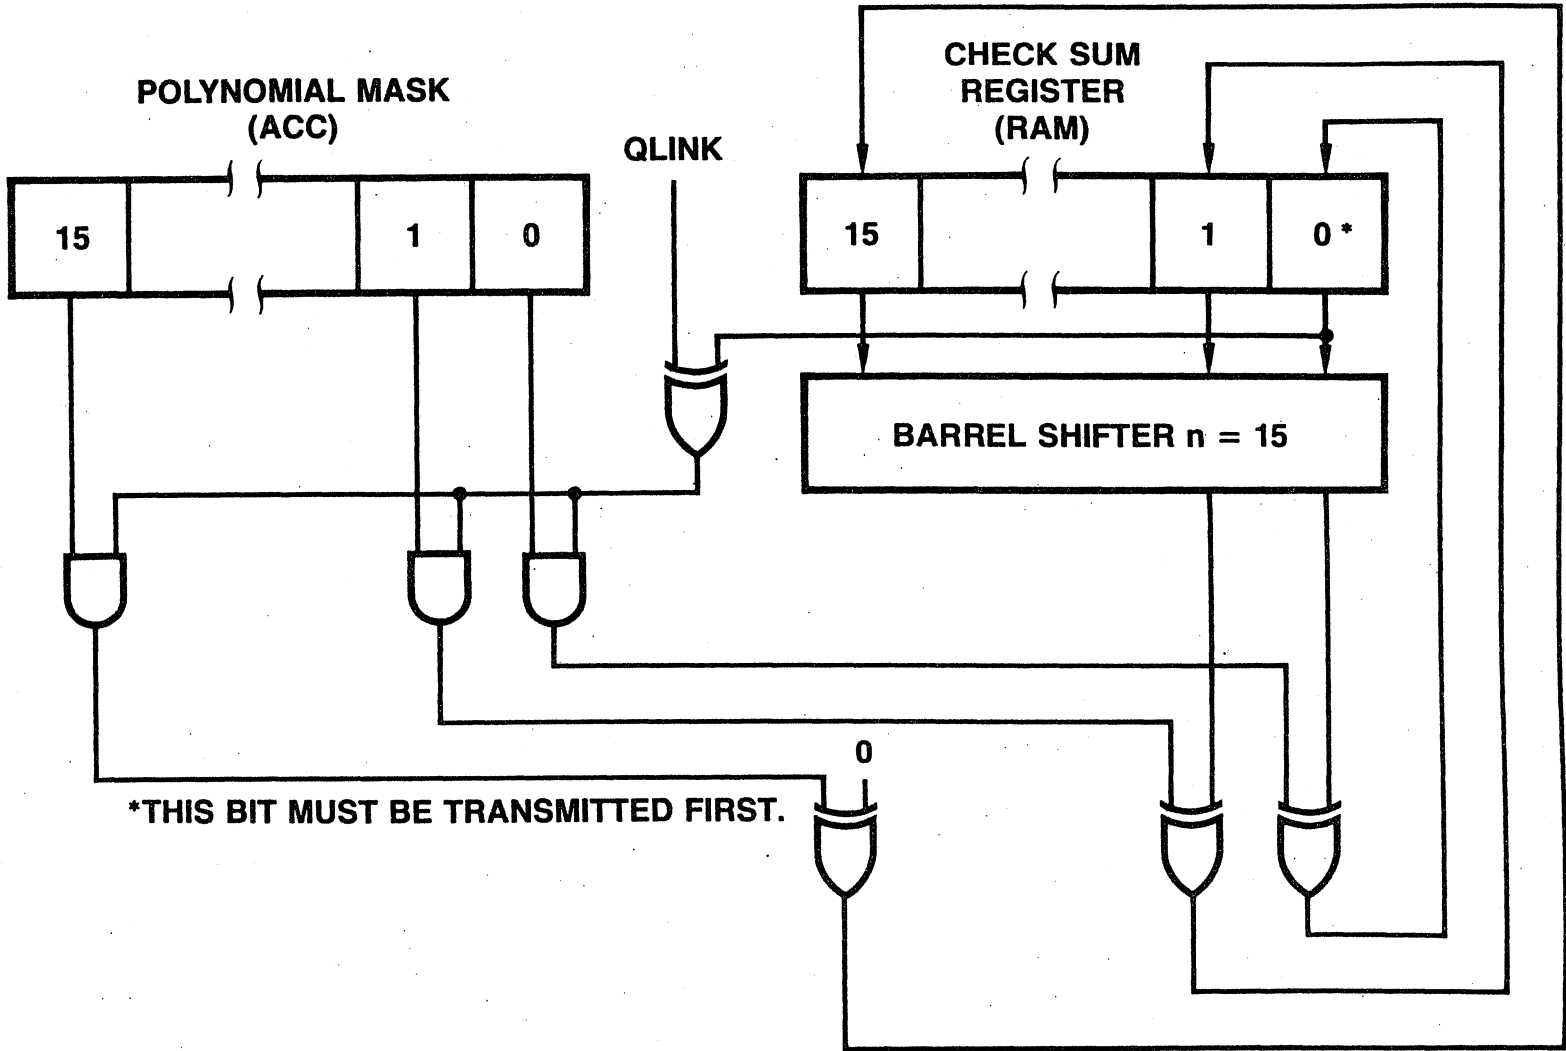 CHECK SUM
REGISTER
(RAM)
POLYNOMIAL MASK
(ACC)
QLINK
15
1
0
15
1
0 *
BARREL SHIFTER n = 15
0
*THIS BIT MUST BE TRANSMITTED FIRST.